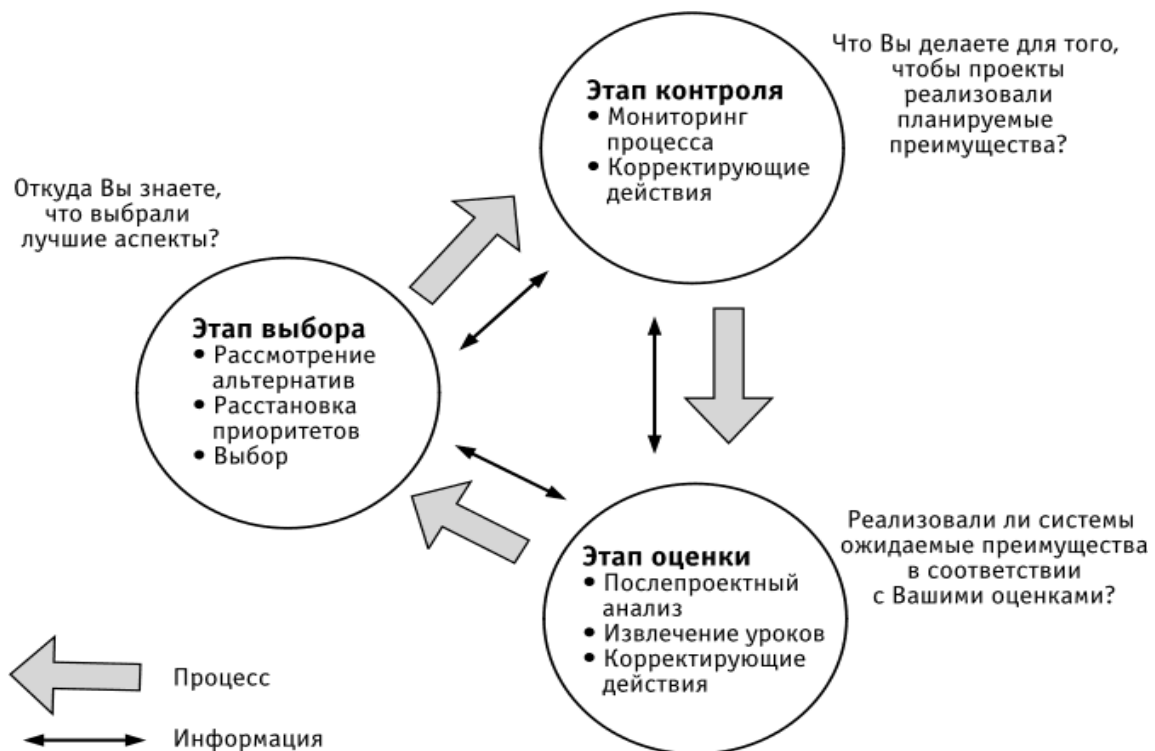 Что Вы делаете для того,
чтобы проекты
реализовали
планируемые
преимущества?
Этап контроля
• Мониторинг
процесса
• Корректирующие
действия
Откуда Вы знаете,
что выбрали
лучшие аспекты?
Этап выбора
• Рассмотрение
альтернатив
• Расстановка
приоритетов
• Выбор
Этап оценки
• Послепроектный
анализ
• Извлечение уроков
• Корректирующие
действия
Реализовали ли системы
ожидаемые преимущества
в соответствии
с Вашими оценками?
Процесс
Информация